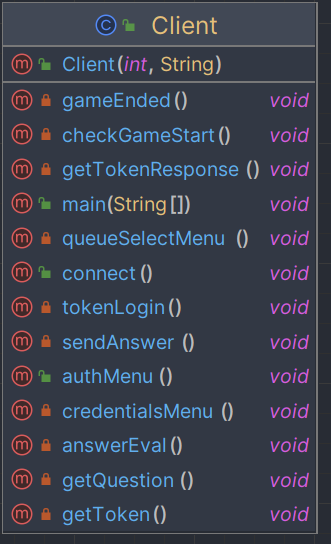 C Client
m Client(int, String)
m gameEnded() void
m checkGameStart() void
m getTokenResponse () void
m main(String[]) void
m queueSelectMenu () void
m connect() void
m tokenLogin() void
m sendAnswer () void
m authMenu () void
m credentialsMenu () void
m answerEval() void
m getQuestion () void
m getToken() void